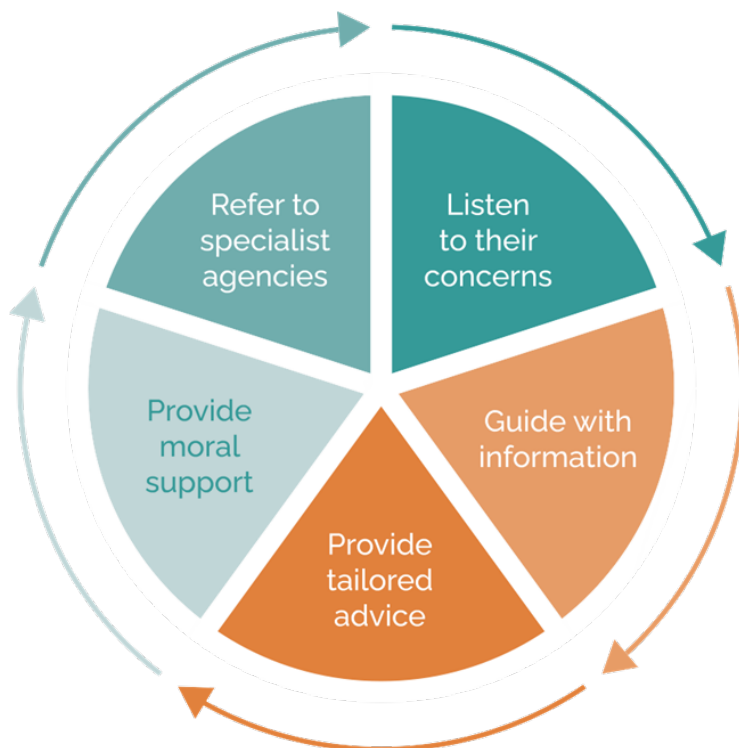 Refer to
specialist
agencies
Listen
to their
concerns
Guide with
information
Provide
tailored
advice
Provide
moral
support